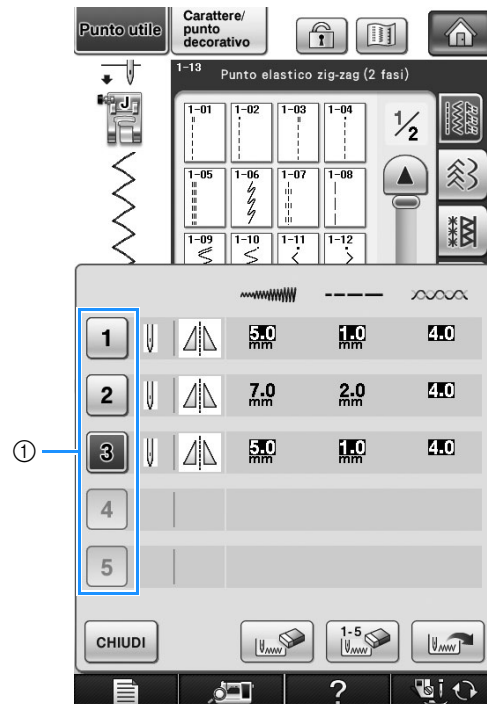 Punto utile
Caratte­re/
punto
decorativo
1-13 Punto elastico zig-zag (2 fasi)
J
1-01 1-02 1-03 1-04
1/2
1-05 1-06 1-07 1-08
1-09 1-10 1-11 1-12
1 5.0 mm 1.0 mm 4.0
2 7.0 mm 2.0 mm 4.0
① 3 5.0 mm 1.0 mm 4.0
4
5
CHIUDI
1-5
?
i